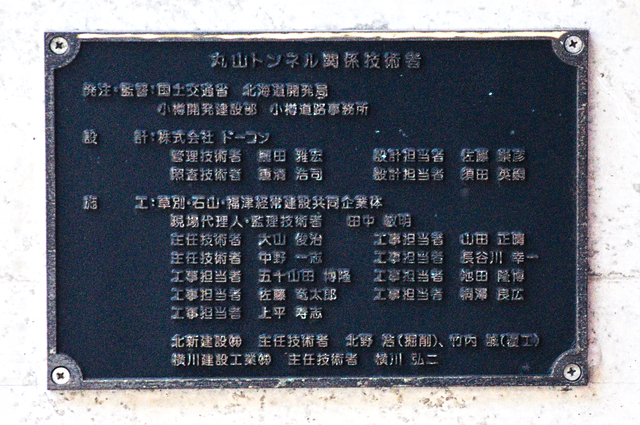 丸山トンネル関係技術者
発注・監督：国土交通省 北海道開発局
小樽開発建設部 小樽道路事務所
設 計：株式会社 ドーコン
管理技術者 田 雅宏 設計担当者 佐藤 崇彦
照査技術者 重清 浩司 設計担当者 須田 英
施 工：草別・石山・福津経常建設共同企業体
現場代理人・監理技術者 田中 敏明
主任技術者 大山 俊治 工事担当者 山田 正晴
主任技術者 中野 一志 工事担当者 長谷川 幸一
工事担当者 五十山田 博隆 工事担当者 池田 隆博
工事担当者 佐藤 竜太郎 工事担当者 柄澤 良広
工事担当者 上平 寿志
北新建設㈱ 主任技術者 北野 浩（掘削）、竹内 （覆工）
横川建設工業㈱ 主任技術者 横川 弘二